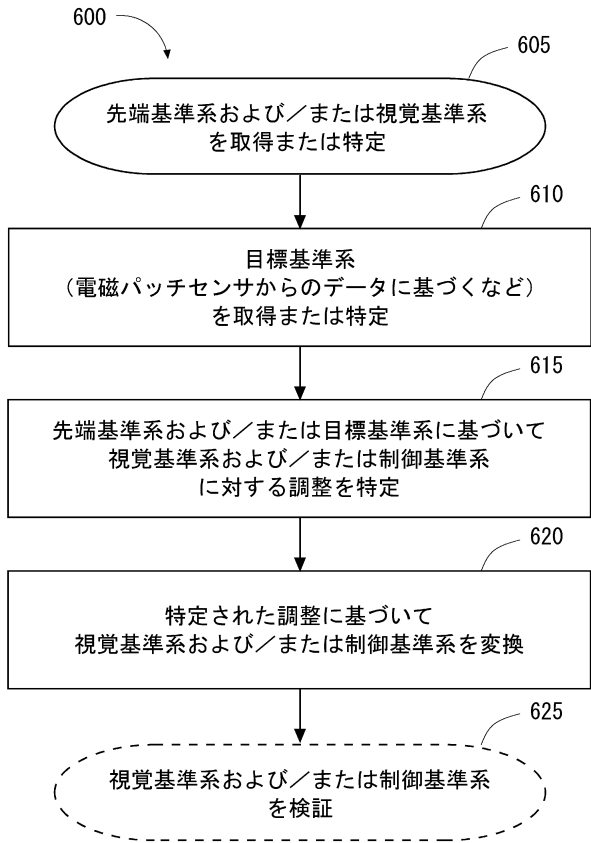 600
605
先端基準系および／または視覚基準系
を取得または特定
610
目標基準系
（電磁パッチセンサからのデータに基づくなど）
を取得または特定
615
先端基準系および／または目標基準系に基づいて
視覚基準系および／または制御基準系
に対する調整を特定
620
特定された調整に基づいて
視覚基準系および／または制御基準系を変換
625
視覚基準系および／または制御基準系
を検証